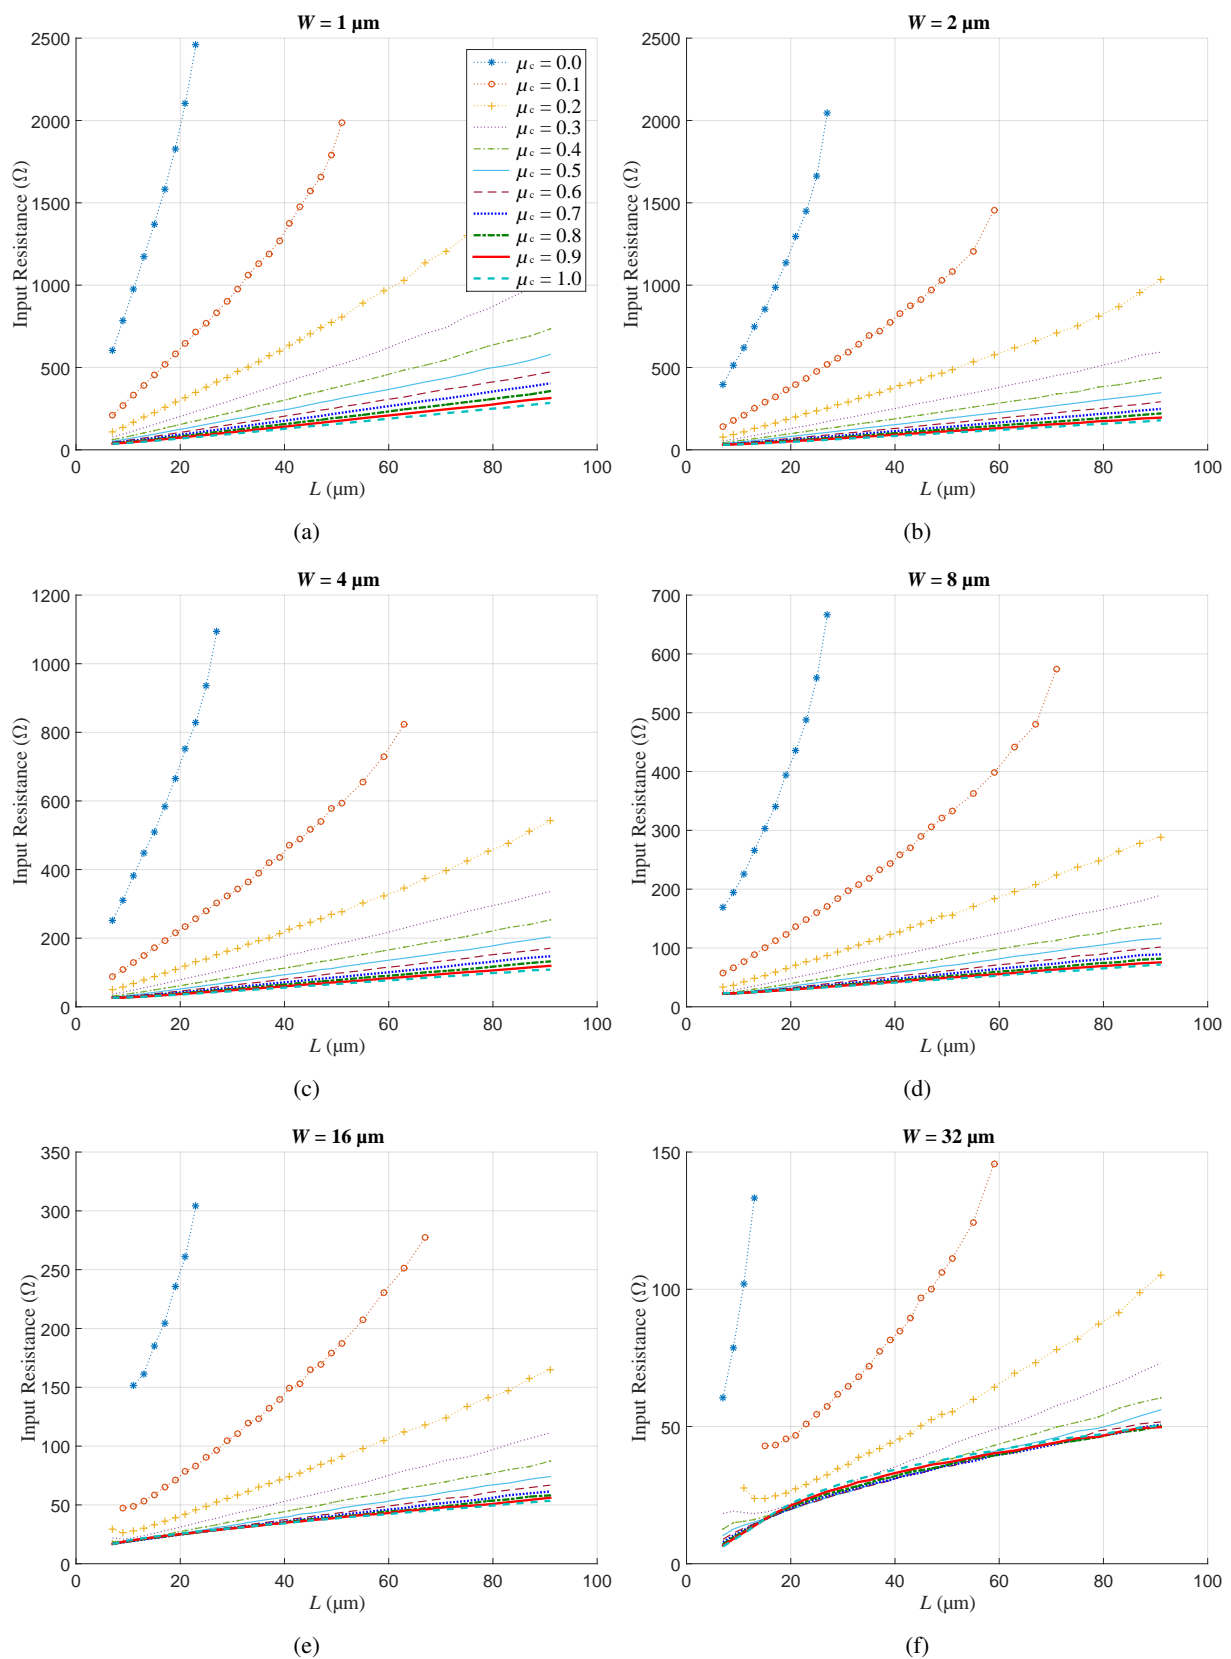 W = 1 µm
2500
2000
1500
1000
500
0
Input Resistance (Ω)
μc = 0.0
μc = 0.1
μc = 0.2
μc = 0.3
μc = 0.4
μc = 0.5
μc = 0.6
μc = 0.7
μc = 0.8
μc = 0.9
μc = 1.0
0 20 40 60 80 100
L (µm)
(a)
W = 2 µm
2500
2000
1500
1000
500
0
Input Resistance (Ω)
0 20 40 60 80 100
L (µm)
(b)
W = 4 µm
1200
1000
800
600
400
200
0
Input Resistance (Ω)
0 20 40 60 80 100
L (µm)
(c)
W = 8 µm
700
600
500
400
300
200
100
0
Input Resistance (Ω)
0 20 40 60 80 100
L (µm)
(d)
W = 16 µm
350
300
250
200
150
100
50
0
Input Resistance (Ω)
0 20 40 60 80 100
L (µm)
(e)
W = 32 µm
150
100
50
0
Input Resistance (Ω)
0 20 40 60 80 100
L (µm)
(f)